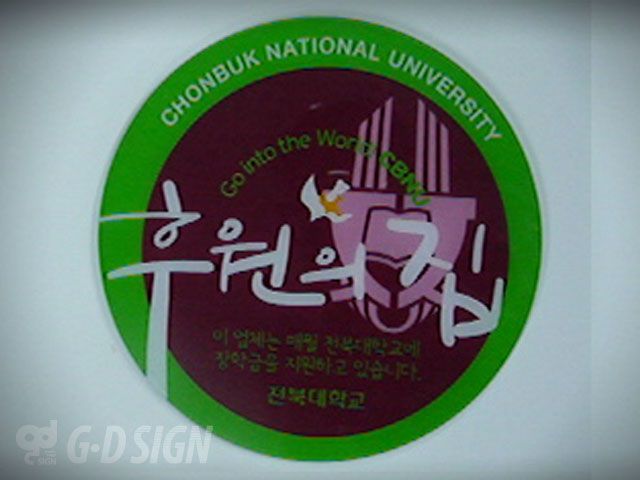 CHONBUK NATIONAL UNIVERSITY
Go into the World CBNU
후원의 집
이 업체는 매월 전북대학교에
장학금을 지원하고 있습니다.
전북대학교
G·D SIGN
SIGN